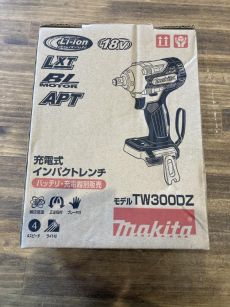 Li-ion
18V
LXT
BL
MOTOR
APT
充電式
インパクトレンチ
バッテリ・充電器別販売
モデル TW300DZ
makita
4